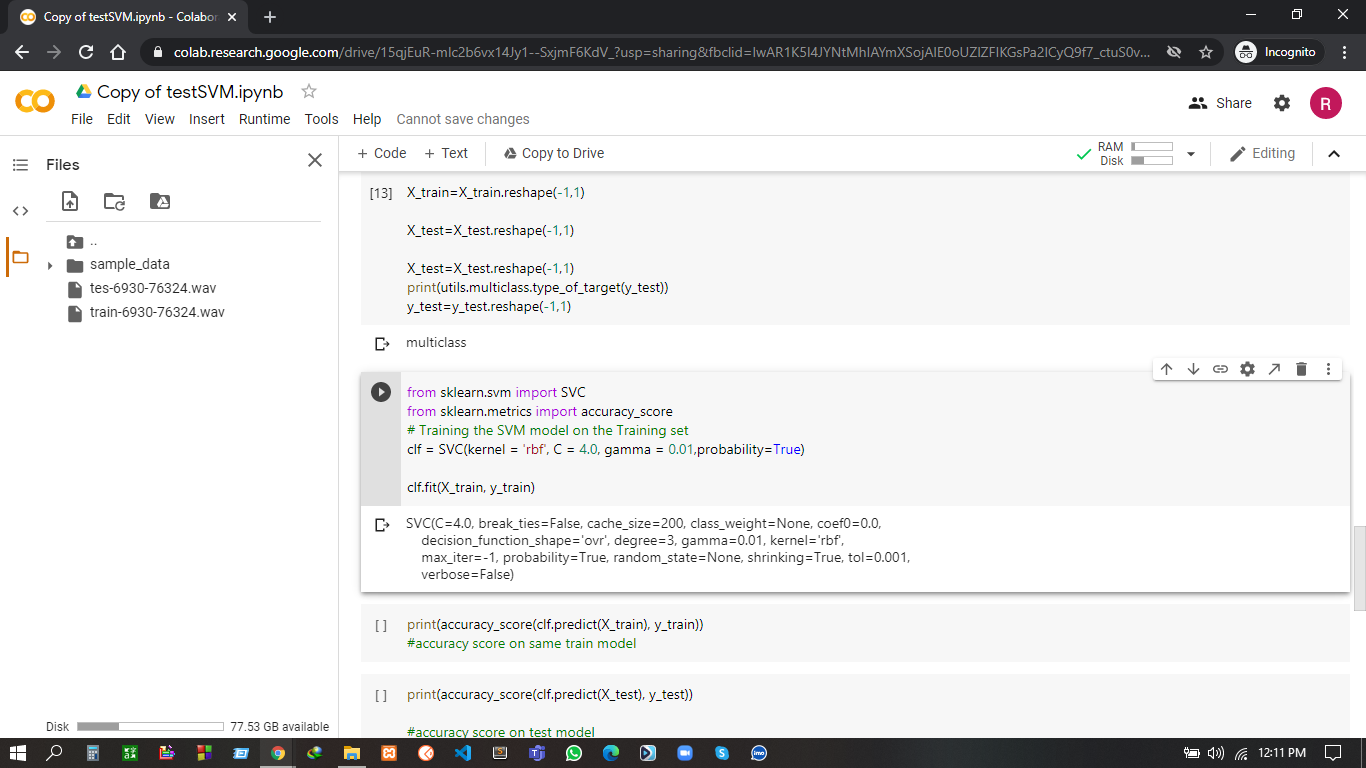 Copy of testSVM.ipynb - Colabor
colab.research.google.com/drive/15qjEuR-mIc2b6vx14Jy1--SxjmF6KdV_?usp=sharing&fbclid=IwAR1K5I4JYNtMhIAYmXSojAIE0oUZlZFIKGsPa2ICyQ9f7_ctuS0v...
Incognito
Copy of testSVM.ipynb
File Edit View Insert Runtime Tools Help Cannot save changes
Share
R
Files
+ Code + Text Copy to Drive
RAM
Disk
Editing
..
sample_data
tes-6930-76324.wav
train-6930-76324.wav
[13] X_train=X_train.reshape(-1,1)
X_test=X_test.reshape(-1,1)
X_test=X_test.reshape(-1,1)
print(utils.multiclass.type_of_target(y_test))
y_test=y_test.reshape(-1,1)
multiclass
from sklearn.svm import SVC
from sklearn.metrics import accuracy_score
# Training the SVM model on the Training set
clf = SVC(kernel = 'rbf', C = 4.0, gamma = 0.01,probability=True)
clf.fit(X_train, y_train)
SVC(C=4.0, break_ties=False, cache_size=200, class_weight=None, coef0=0.0,
decision_function_shape='ovr', degree=3, gamma=0.01, kernel='rbf',
max_iter=-1, probability=True, random_state=None, shrinking=True, tol=0.001,
verbose=False)
[ ] print(accuracy_score(clf.predict(X_train), y_train))
#accuracy score on same train model
[ ] print(accuracy_score(clf.predict(X_test), y_test))
#accuracy score on test model
Disk 77.53 GB available
12:11 PM